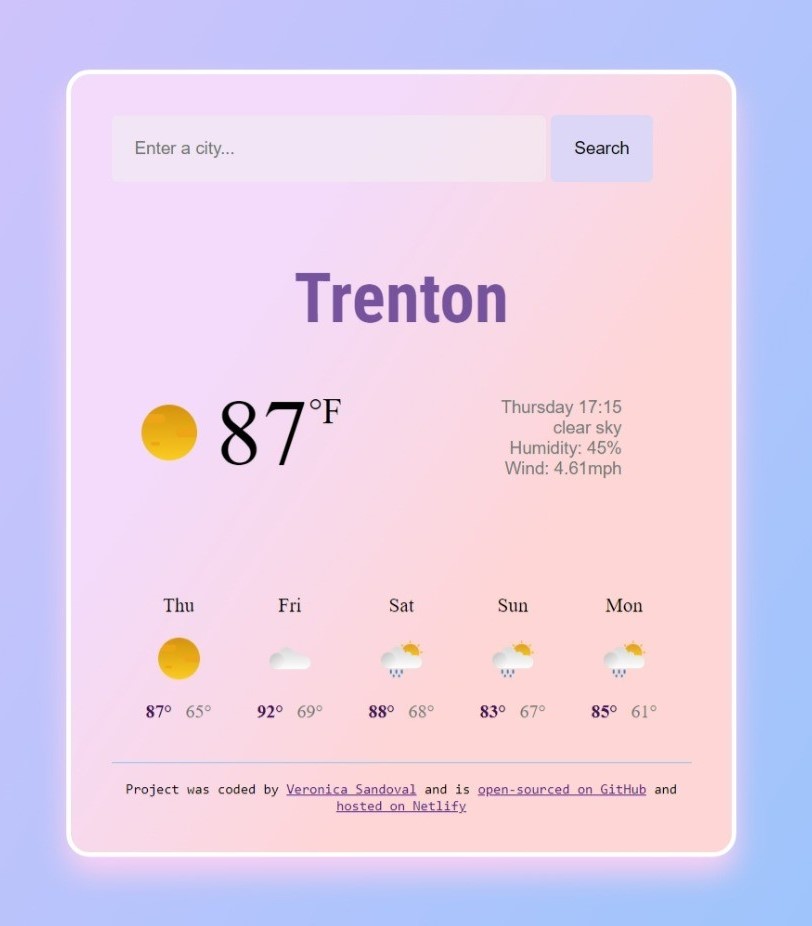 Enter a city...
Search
Trenton
87°F
Thursday 17:15
clear sky
Humidity: 45%
Wind: 4.61mph
Thu Fri Sat Sun Mon
87° 65° 92° 69° 88° 68° 83° 67° 85° 61°
Project was coded by Veronica Sandoval and is open-sourced on GitHub and
hosted on Netlify